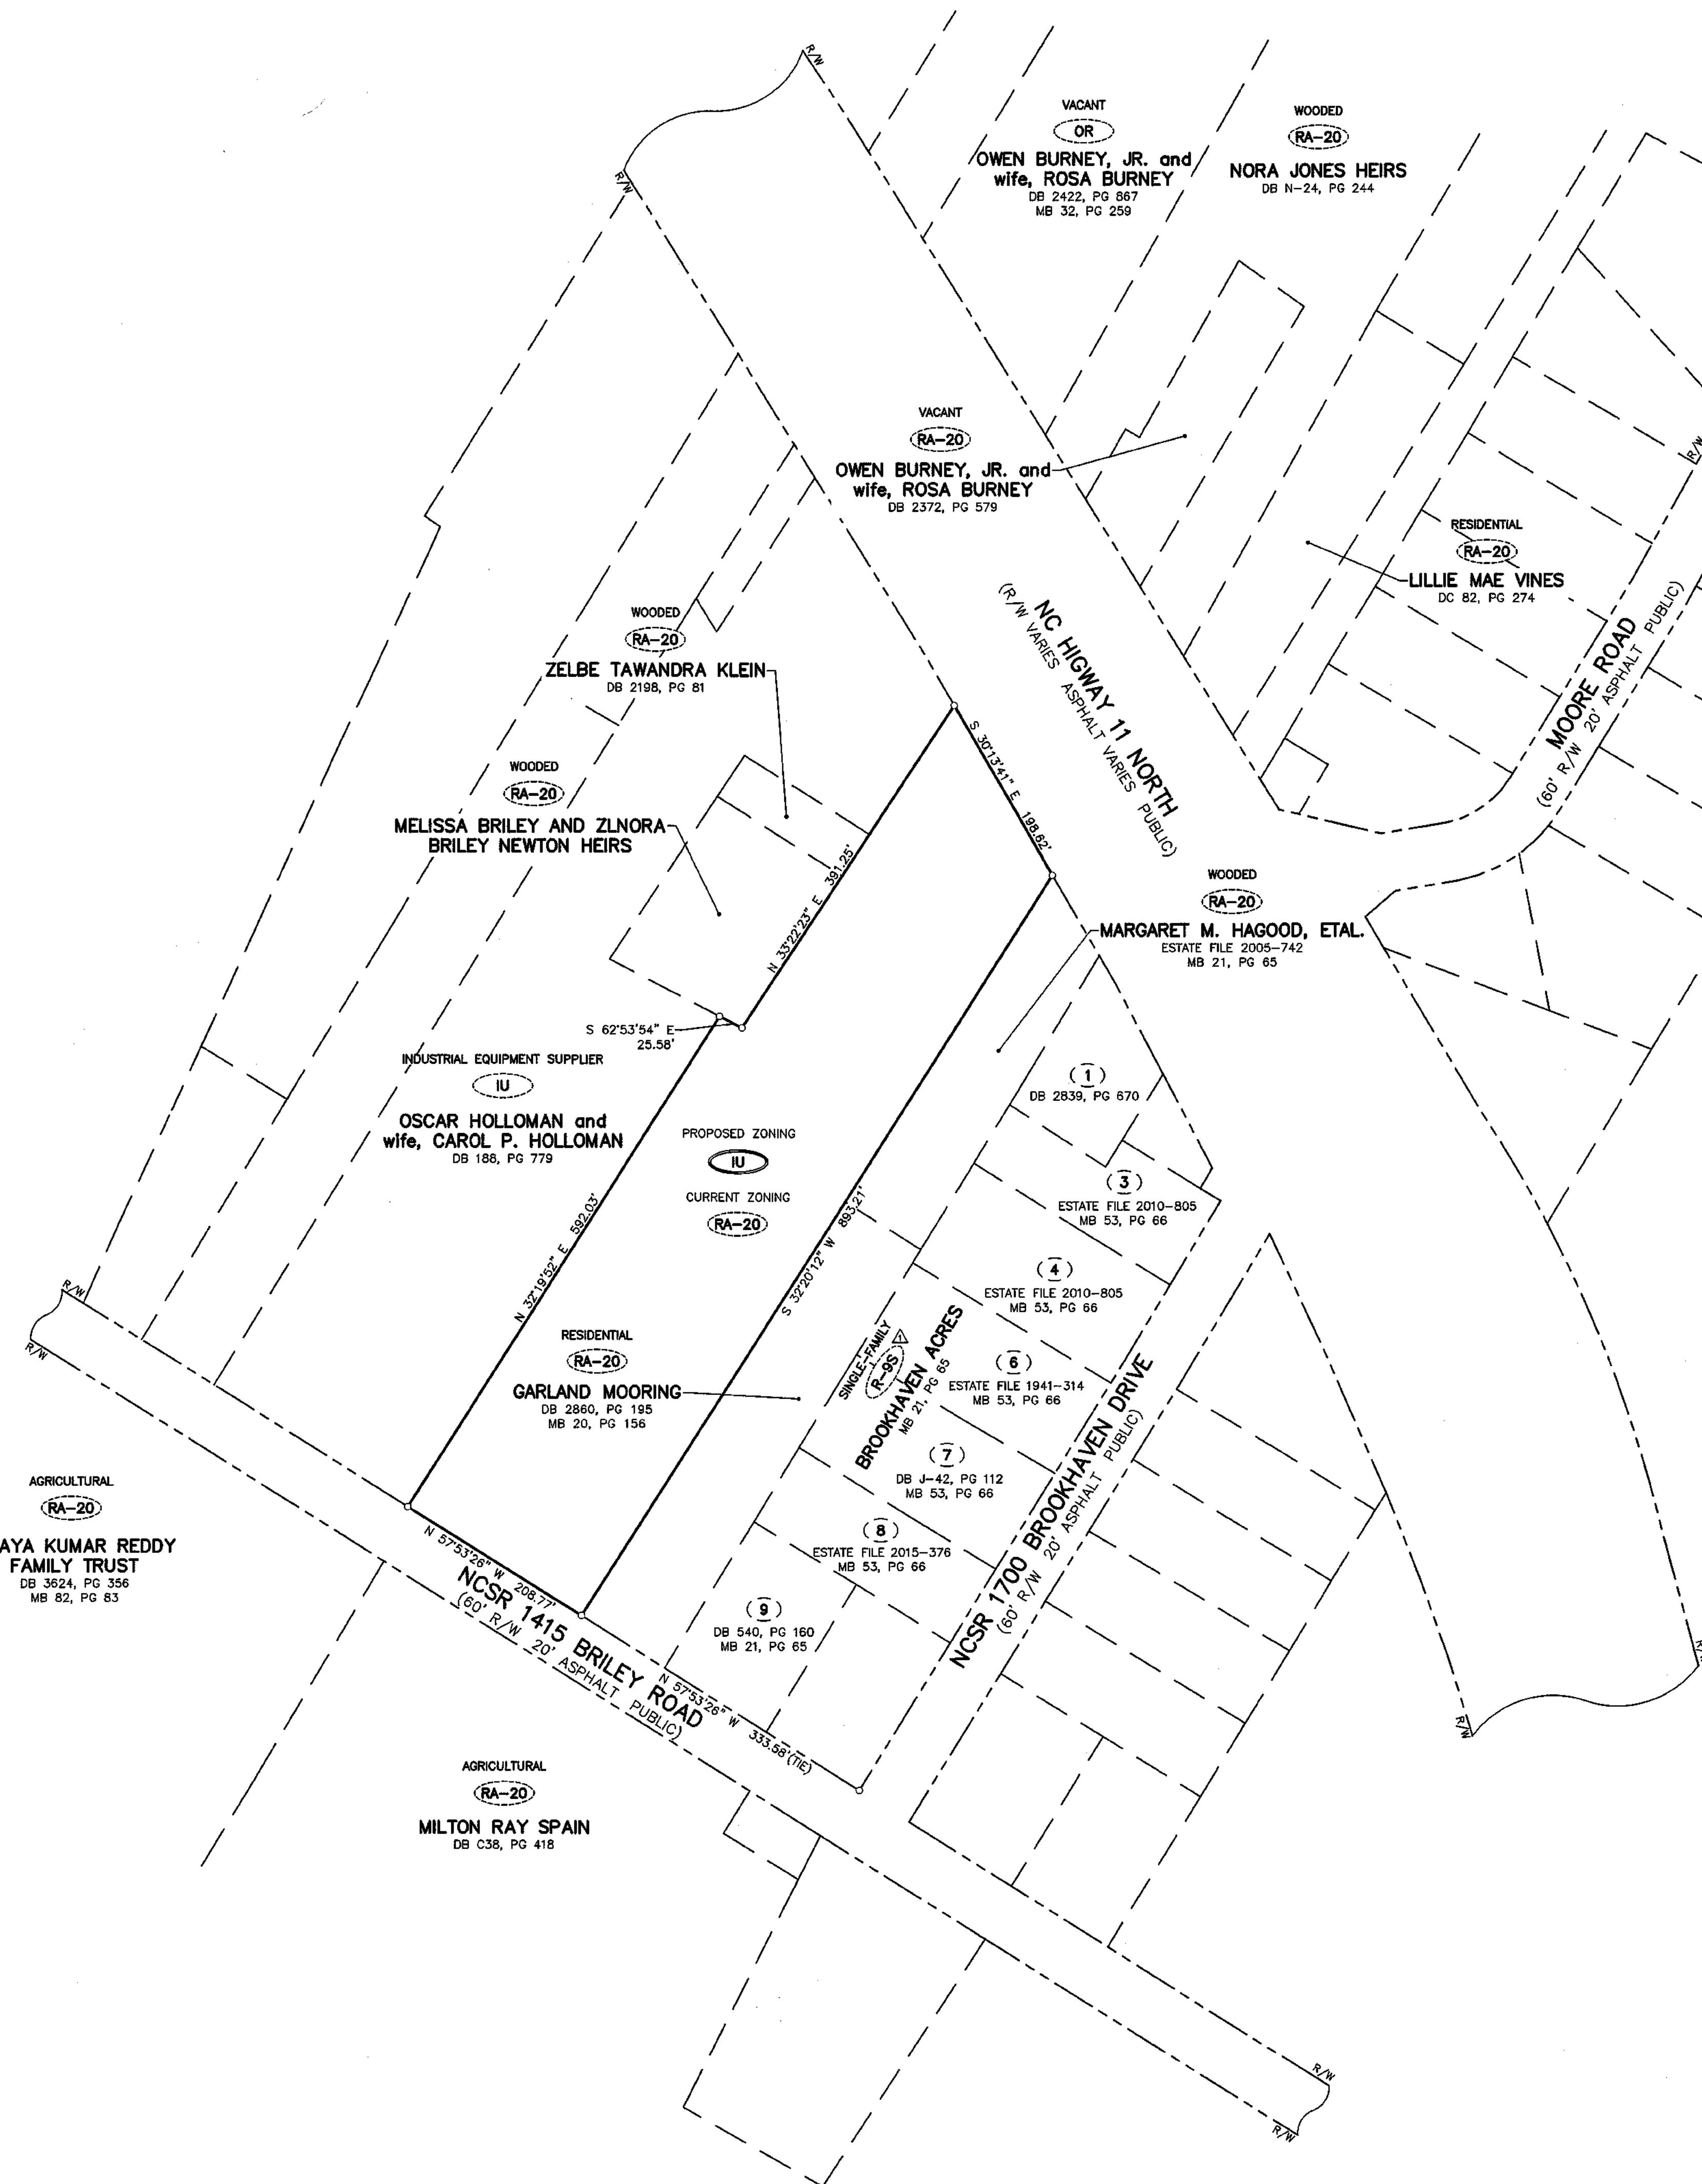 R/W
R/W
VACANT
OR
OWEN BURNEY, JR. and
wife, ROSA BURNEY
DB 2422, PG 867
MB 32, PG 259
WOODED
RA-20
NORA JONES HEIRS
DB N-24, PG 244
VACANT
RA-20
OWEN BURNEY, JR. and
wife, ROSA BURNEY
DB 2372, PG 579
R/W
RESIDENTIAL
RA-20
LILLIE MAE VINES
DC 82, PG 274
NC HIGWAY 11 NORTH
(R/W VARIES ASPHALT VARIES PUBLIC)
MOORE ROAD
(60' R/W 20' ASPHALT PUBLIC)
WOODED
RA-20
ZELBE TAWANDRA KLEIN
DB 2198, PG 81
WOODED
RA-20
MELISSA BRILEY AND ZLNORA
BRILEY NEWTON HEIRS
S 30°13'41" E 198.62'
N 33°22'23" E 391.25'
WOODED
RA-20
MARGARET M. HAGOOD, ETAL.
ESTATE FILE 2005-742
MB 21, PG 65
S 62°53'54" E
25.58'
INDUSTRIAL EQUIPMENT SUPPLIER
IU
OSCAR HOLLOMAN and
wife, CAROL P. HOLLOMAN
DB 188, PG 779
PROPOSED ZONING
IU
CURRENT ZONING
RA-20
N 32°19'52" E 592.03'
S 32°20'12" W 893.21'
1
DB 2839, PG 670
3
ESTATE FILE 2010-805
MB 53, PG 66
4
ESTATE FILE 2010-805
MB 53, PG 66
SINGLE-FAMILY
1
R-9S
BROOKHAVEN ACRES
MB 21, PG 65
6
ESTATE FILE 1941-314
MB 53, PG 66
7
DB J-42, PG 112
MB 53, PG 66
8
ESTATE FILE 2015-376
MB 53, PG 66
9
DB 540, PG 160
MB 21, PG 65
NCSR 1700 BROOKHAVEN DRIVE
(60' R/W 20' ASPHALT PUBLIC)
RESIDENTIAL
RA-20
GARLAND MOORING
DB 2860, PG 195
MB 20, PG 156
R/W
R/W
AGRICULTURAL
RA-20
AYA KUMAR REDDY
FAMILY TRUST
DB 3624, PG 356
MB 82, PG 83
N 57°53'26" W 208.77'
NCSR 1415 BRILEY ROAD
(60' R/W 20' ASPHALT PUBLIC)
N 57°53'26" W 333.58'(TIE)
AGRICULTURAL
RA-20
MILTON RAY SPAIN
DB C38, PG 418
R/W
R/W
R/W